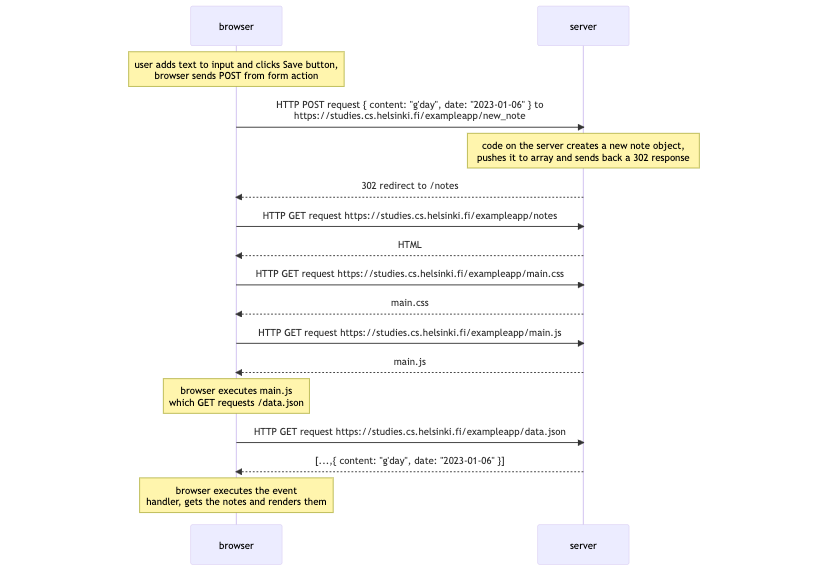 browser
server
user adds text to input and clicks Save button,
browser sends POST from form action
HTTP POST request { content: "g'day", date: "2023-01-06" } to
https://studies.cs.helsinki.fi/exampleapp/new_note
code on the server creates a new note object,
pushes it to array and sends back a 302 response
302 redirect to /notes
HTTP GET request https://studies.cs.helsinki.fi/exampleapp/notes
HTML
HTTP GET request https://studies.cs.helsinki.fi/exampleapp/main.css
main.css
HTTP GET request https://studies.cs.helsinki.fi/exampleapp/main.js
main.js
browser executes main.js
which GET requests /data.json
HTTP GET request https://studies.cs.helsinki.fi/exampleapp/data.json
[...,{ content: "g'day", date: "2023-01-06" }]
browser executes the event
handler, gets the notes and renders them
browser
server